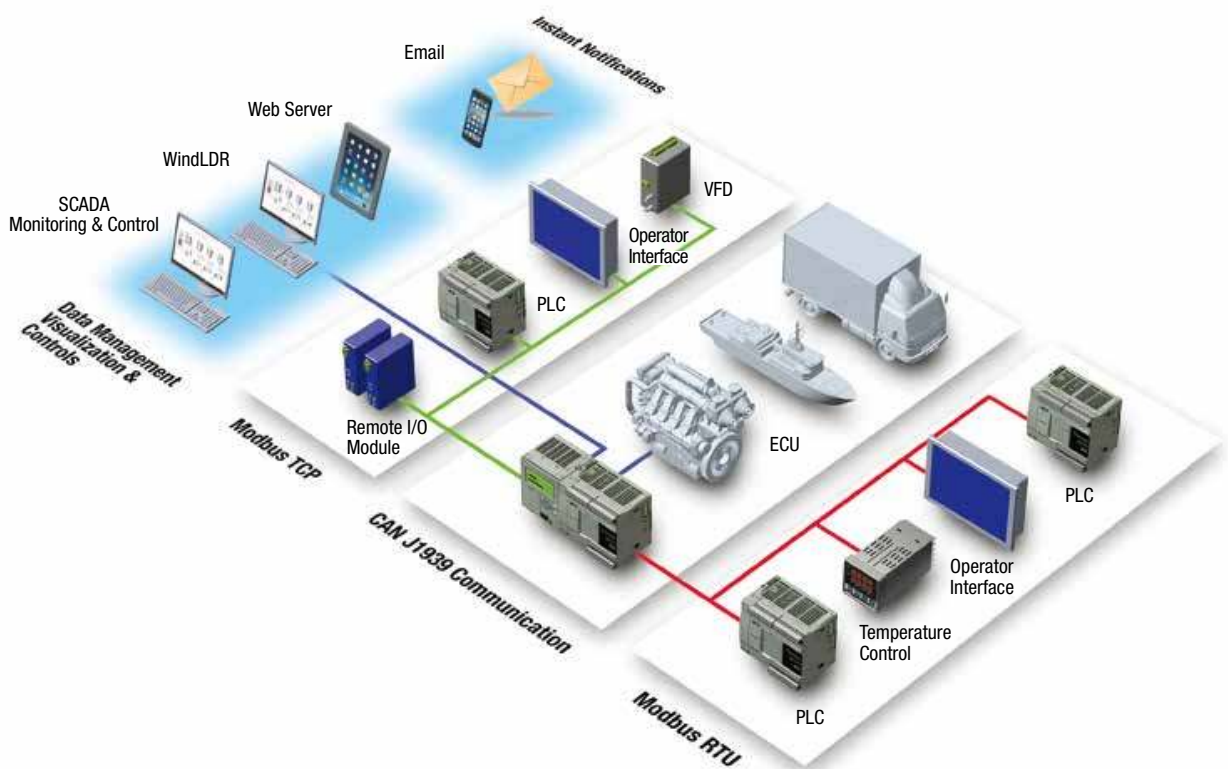 Instant Notifications
Email
Web Server
WindLDR
SCADA
Monitoring & Control
Data Management
Visualization &
Controls
VFD
Operator
Interface
PLC
Remote I/O
Module
Modbus TCP
ECU
CAN J1939 Communication
PLC
Operator
Interface
Temperature
Control
PLC
Modbus RTU